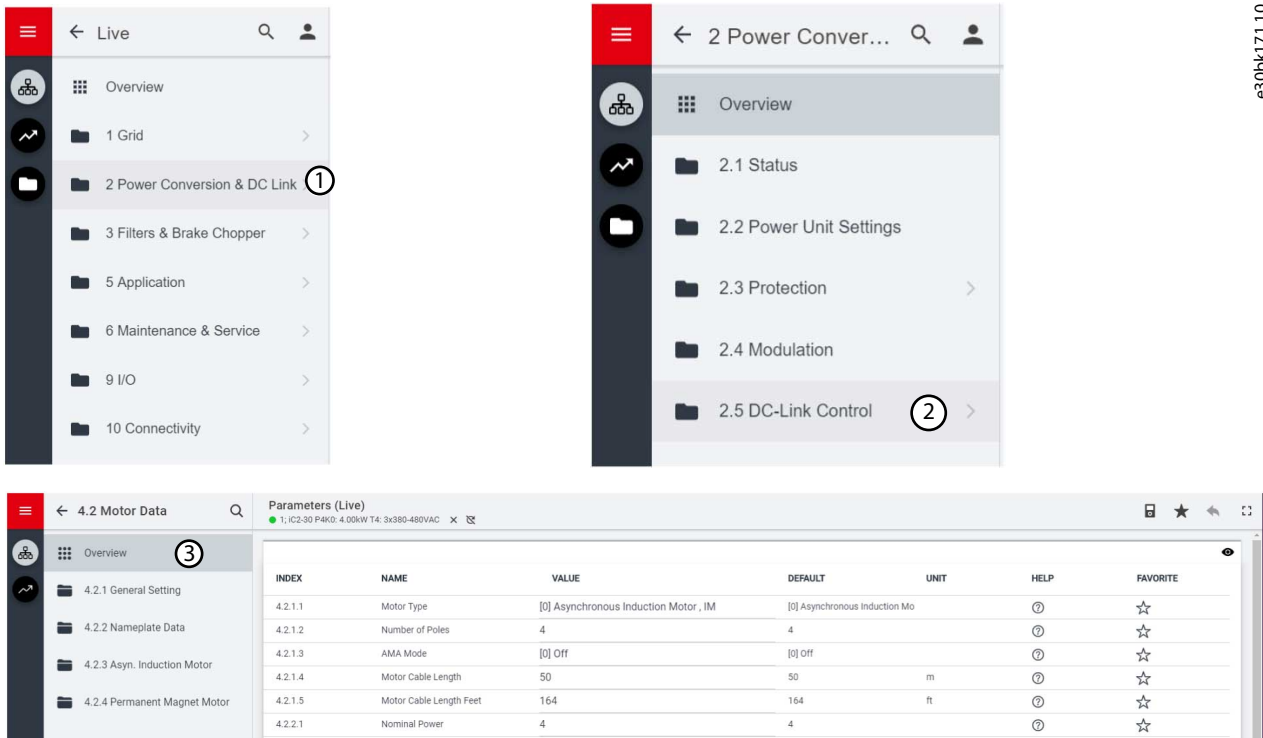 Live
Overview
1 Grid
2 Power Conversion & DC Link
1
3 Filters & Brake Chopper
5 Application
6 Maintenance & Service
9 I/O
10 Connectivity
2 Power Conver...
Overview
2.1 Status
2.2 Power Unit Settings
2.3 Protection
2.4 Modulation
2.5 DC-Link Control
2
e30bk171.10
4.2 Motor Data
Overview
3
4.2.1 General Setting
4.2.2 Nameplate Data
4.2.3 Asyn. Induction Motor
4.2.4 Permanent Magnet Motor
Parameters (Live)
1; iC2-30 P4K0: 4.00kW T4: 3x380-480VAC
INDEX NAME VALUE DEFAULT UNIT HELP FAVORITE
4.2.1.1 Motor Type [0] Asynchronous Induction Motor , IM [0] Asynchronous Induction Mo
4.2.1.2 Number of Poles 4 4
4.2.1.3 AMA Mode [0] Off [0] Off
4.2.1.4 Motor Cable Length 50 50 m
4.2.1.5 Motor Cable Length Feet 164 164 ft
4.2.2.1 Nominal Power 4 4